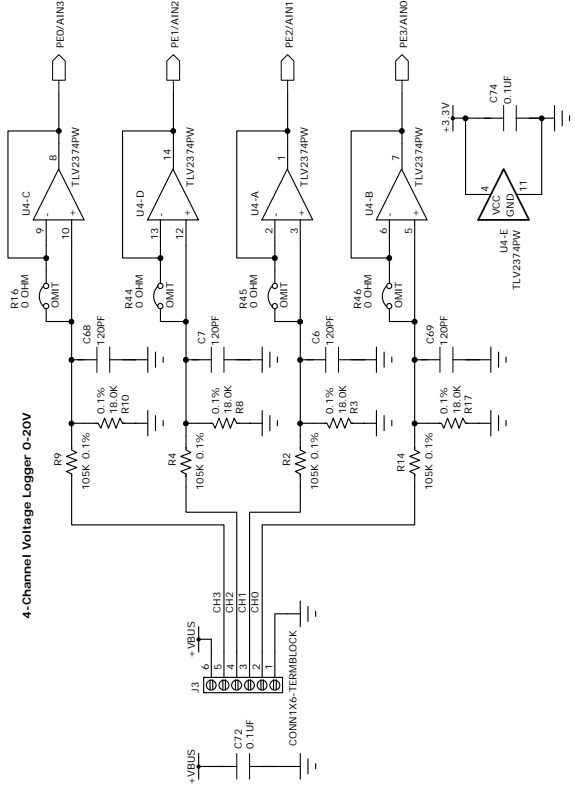 4-Channel Voltage Logger 0-20V
+VBUS
C72
0.1UF
J3
+VBUS
6
5
4
3
2
1
CH3
CH2
CH1
CH0
CONN1X6-TERMBLOCK
R9
105K 0.1%
0.1%
18.0K
R10
C68
120PF
R16
0 OHM
OMIT
U4-C
9
-
10
+
8
TLV2374PW
PE0/AIN3
R4
105K 0.1%
0.1%
18.0K
R8
C7
120PF
R44
0 OHM
OMIT
U4-D
13
-
12
+
14
TLV2374PW
PE1/AIN2
R2
105K 0.1%
0.1%
18.0K
R3
C6
120PF
R45
0 OHM
OMIT
U4-A
2
-
3
+
1
TLV2374PW
PE2/AIN1
R14
105K 0.1%
0.1%
18.0K
R17
C69
120PF
R46
0 OHM
OMIT
U4-B
6
-
5
+
7
TLV2374PW
PE3/AIN0
+3.3V
4
VCC
GND
11
U4-E
TLV2374PW
C74
0.1UF